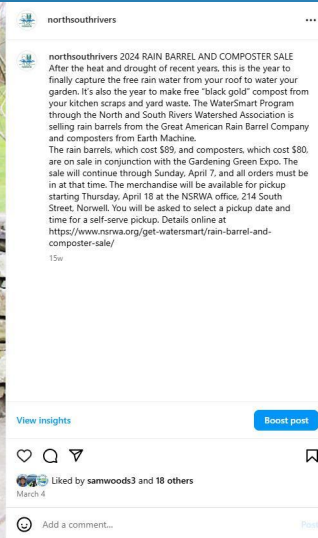 northsouthrivers
northsouthrivers 2024 RAIN BARREL AND COMPOSTER SALE
After the heat and drought of recent years, this is the year to
finally capture the free rain water from your roof to water your
garden. It's also the year to make free "black gold" compost from
your kitchen scraps and yard waste. The WaterSmart Program
through the North and South Rivers Watershed Association is
selling rain barrels from the Great American Rain Barrel Company
and composters from Earth Machine.
The rain barrels, which cost $89, and composters, which cost $80,
are on sale in conjunction with the Gardening Green Expo. The
sale will continue through Sunday, April 7, and all orders must be
in at that time. The merchandise will be available for pickup
starting Thursday, April 18 at the NSRWA office, 214 South
Street, Norwell. You will be asked to select a pickup date and
time for a self-serve pickup. Details online at
https://www.nsrwa.org/get-watersmart/rain-barrel-and-
composter-sale/
15w
View insights
Boost post
Liked by samwoods3 and 18 others
March 4
Add a comment...
Post